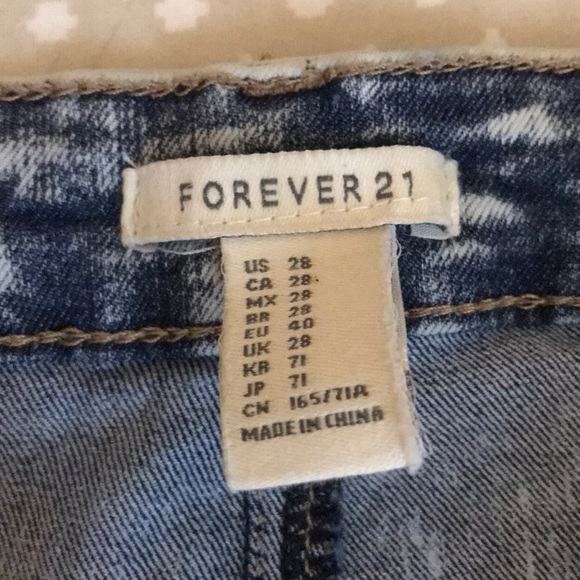 FOREVER 21
US 28
CA 28
MX 28
BR 28
EU 40
UK 28
KR 71
JP 71
CN 165/71A
MADE IN CHINA